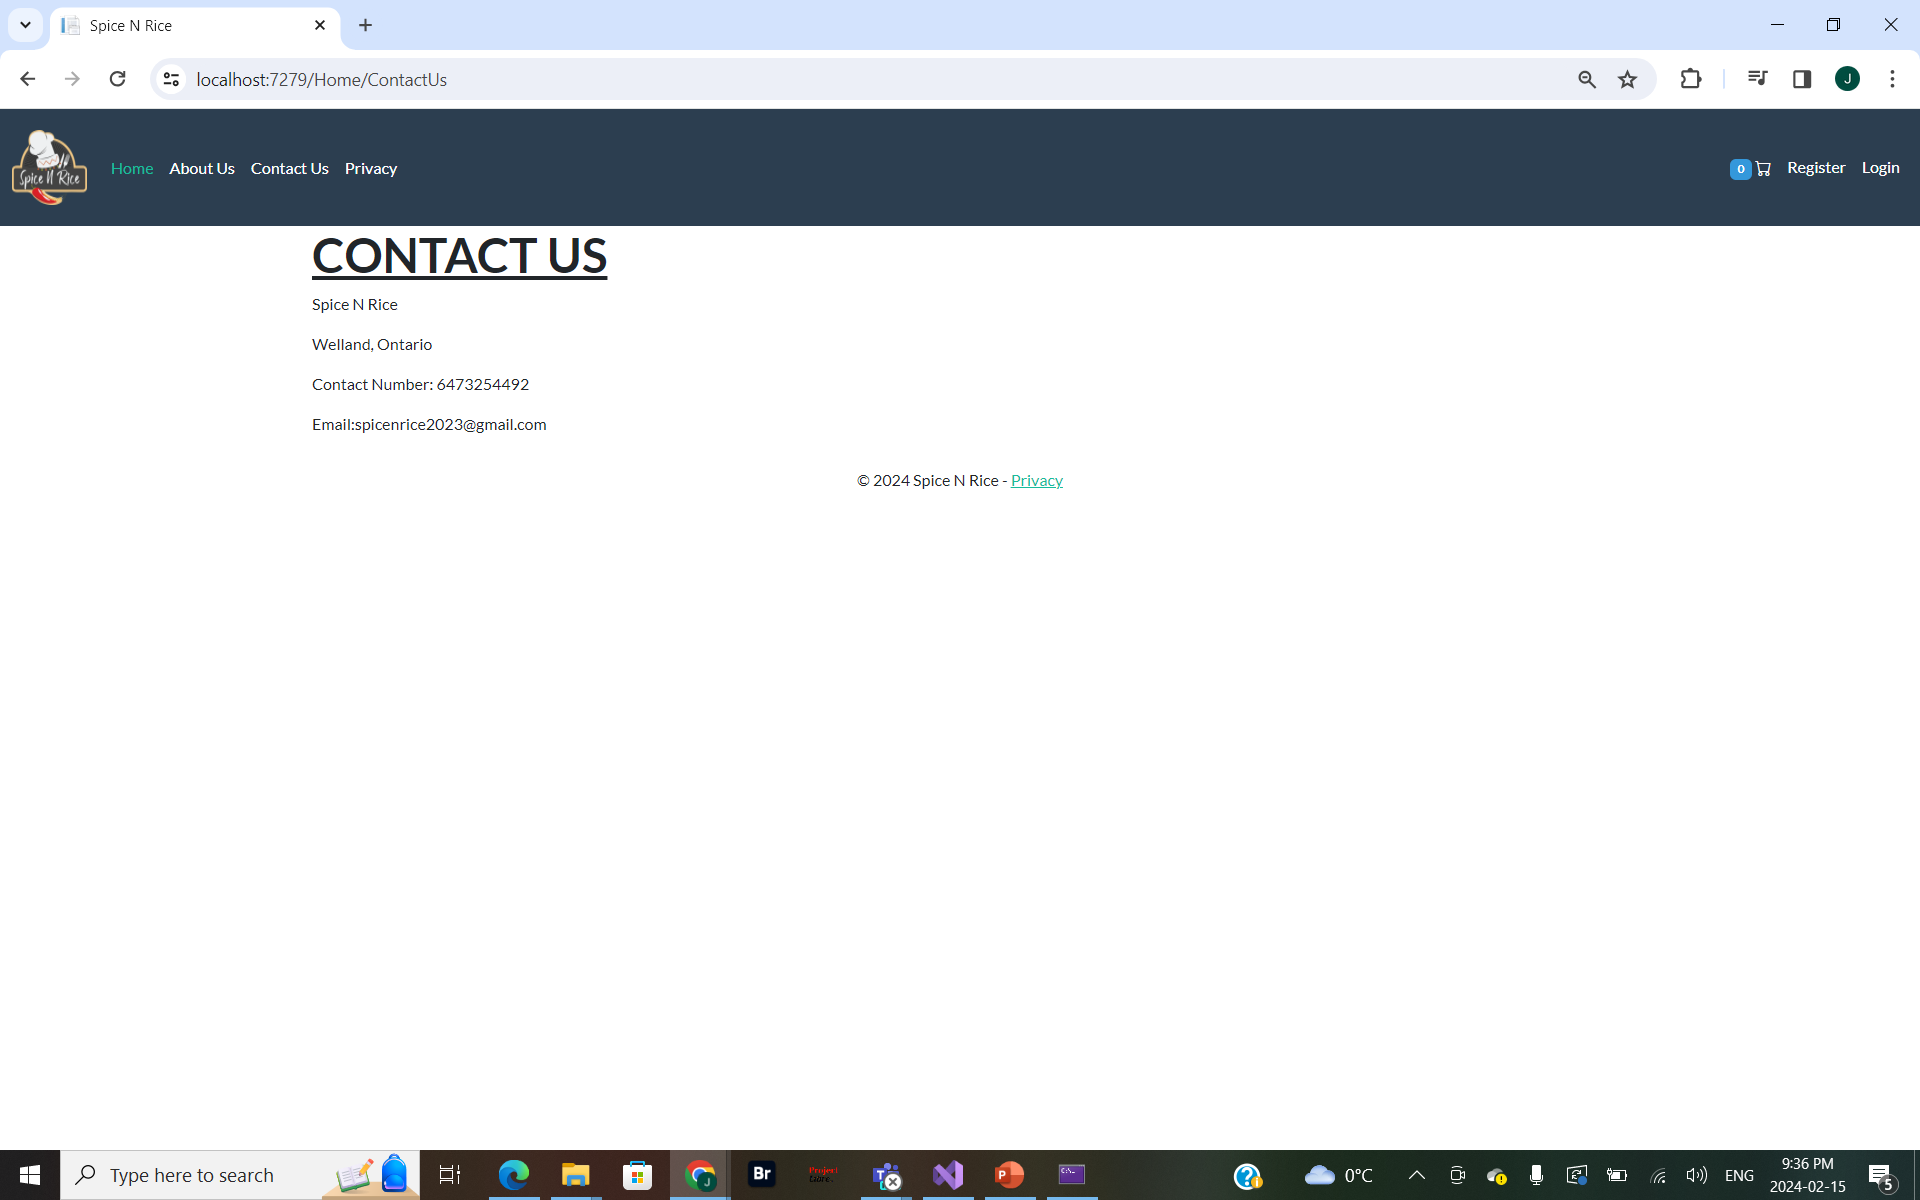 Spice N Rice
localhost:7279/Home/ContactUs
J
Spice N Rice
Home About Us Contact Us Privacy
0 Register Login
CONTACT US
Spice N Rice
Welland, Ontario
Contact Number: 6473254492
Email:spicenrice2023@gmail.com
© 2024 Spice N Rice - Privacy
Type here to search
J
Br
Project
Libre
T
P
C:\.
0°C
ENG
9:36 PM
2024-02-15
5